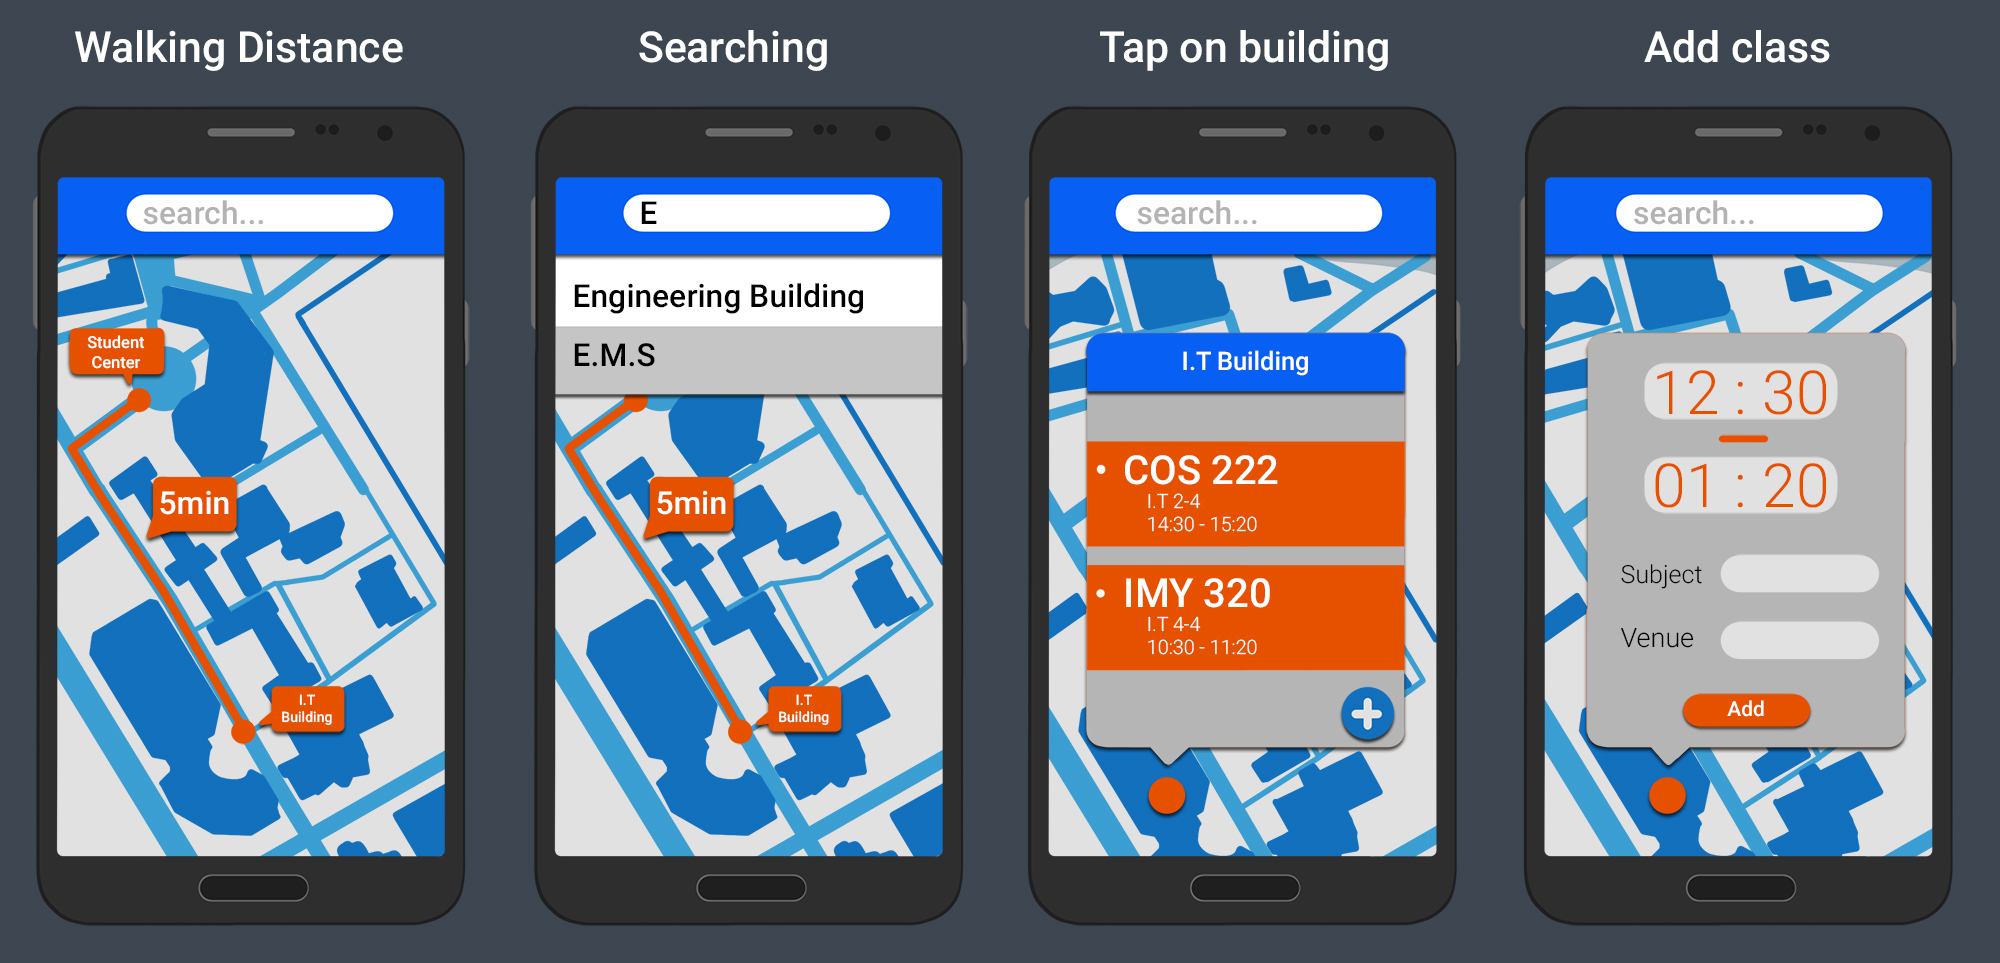 Walking Distance
search...
Student
Center
5min
I.T
Building
Searching
E
Engineering Building
E.M.S
5min
I.T
Building
Tap on building
search...
I.T Building
• COS 222
I.T 2-4
14:30 - 15:20
• IMY 320
I.T 4-4
10:30 - 11:20
Add class
search...
12 : 30
01 : 20
Subject
Venue
Add